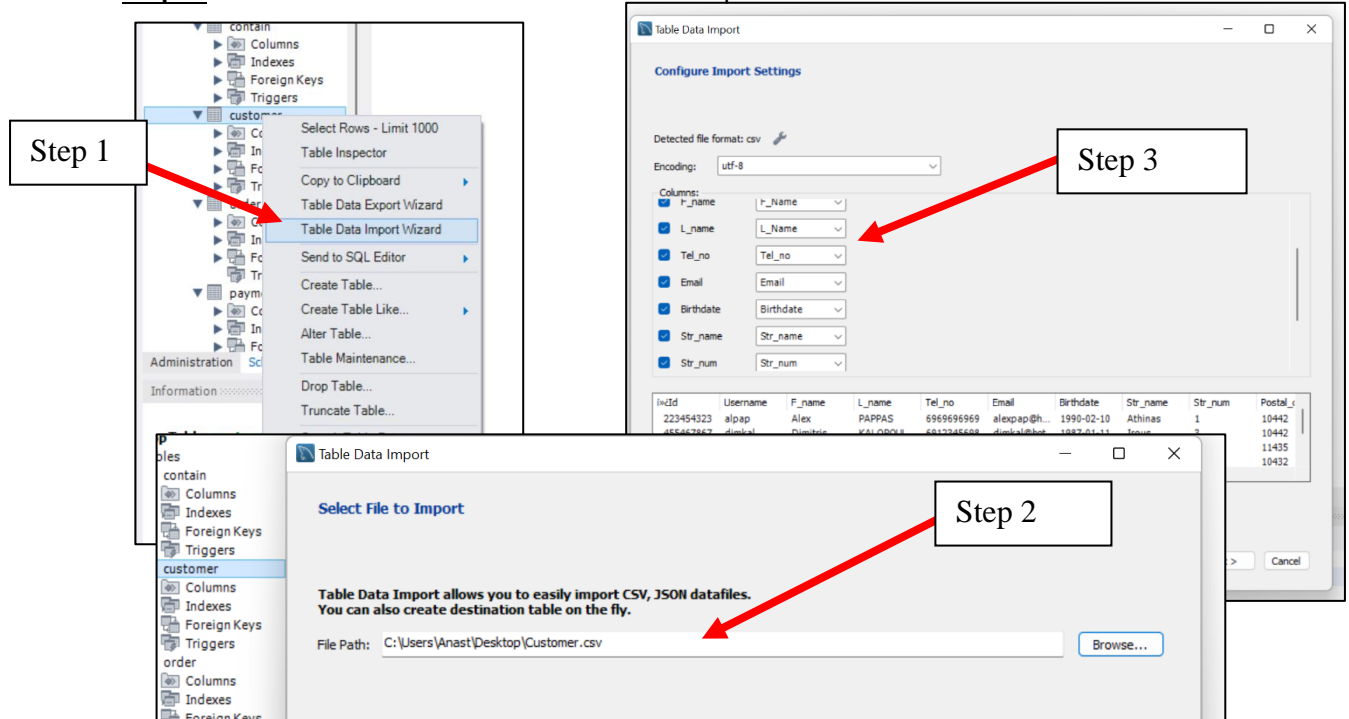 contain
Columns
Indexes
Foreign Keys
Triggers
customer
Select Rows - Limit 1000
Table Inspector
Copy to Clipboard
Table Data Export Wizard
Table Data Import Wizard
Send to SQL Editor
Create Table...
Create Table Like...
Alter Table...
Table Maintenance...
Drop Table...
Truncate Table...
Administration
Information
Step 1
Table Data Import
Configure Import Settings
Detected file format: csv
Encoding: utf-8
Columns:
F_name F_Name
L_name L_Name
Tel_no Tel_no
Email Email
Birthdate Birthdate
Str_name Str_name
Str_num Str_num
Step 3
Id Username F_name L_name Tel_no Email Birthdate Str_name Str_num
223454323 alpap Alex PAPPAS 6969696969 alexpap@h... 1990-02-10 Athinas 1 10442
10442
11435
10432
Cancel
contain
Columns
Indexes
Foreign Keys
Triggers
customer
Columns
Indexes
Foreign Keys
Triggers
order
Columns
Indexes
Foreign Keys
Table Data Import
Select File to Import
Step 2
Table Data Import allows you to easily import CSV, JSON datafiles.
You can also create destination table on the fly.
File Path: C:\Users\Anast\Desktop\Customer.csv
Browse...